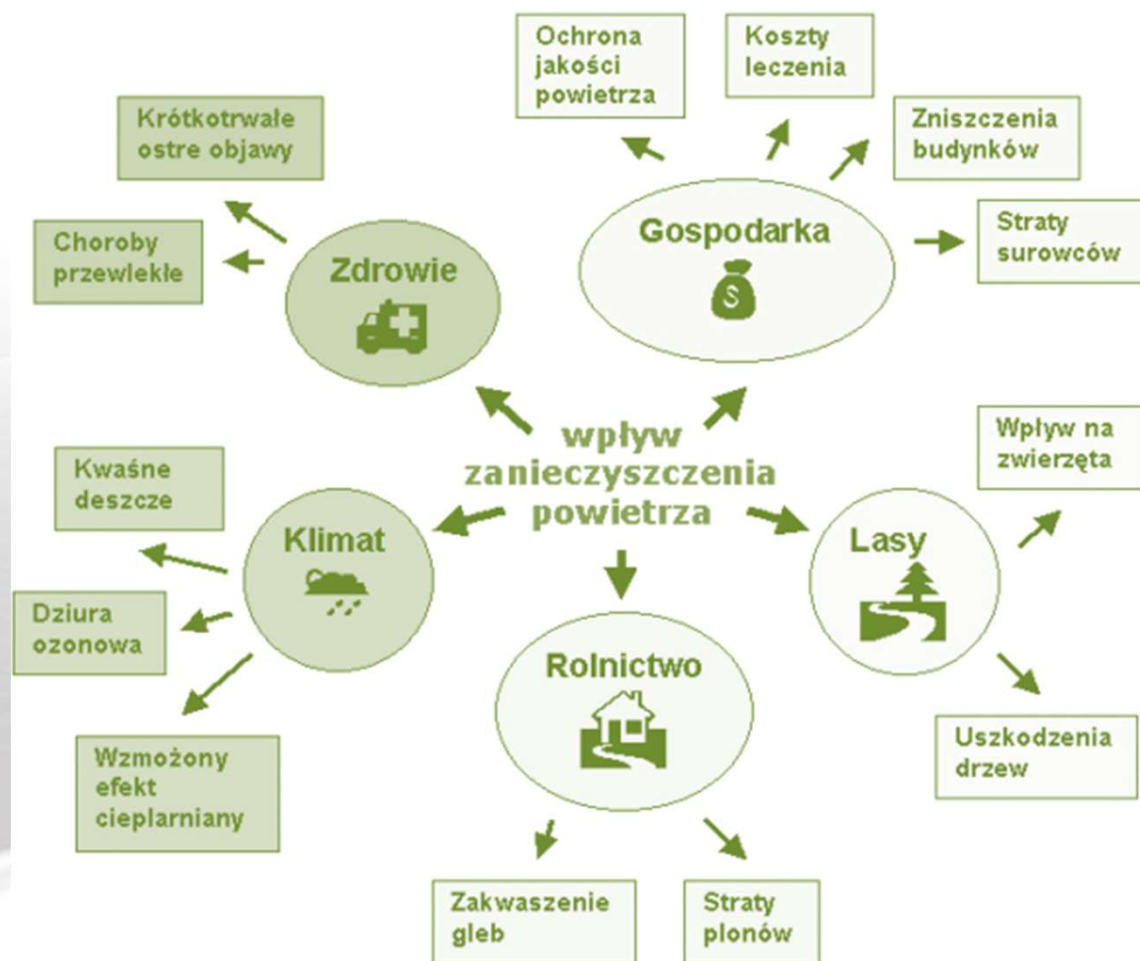 Ochrona
jakości
powietrza
Koszty
leczenia
Zniszczenia
budynków
Straty
surowców
Gospodarka
S
Krótkotrwałe
ostre objawy
Choroby
przewlekłe
Zdrowie
wpływ
zanieczyszczenia
powietrza
Kwaśne
deszcze
Dziura
ozonowa
Wzmożony
efekt
cieplarniany
Klimat
Rolnictwo
Zakwaszenie
gleb
Straty
plonów
Lasy
Wpływ na
zwierzęta
Uszkodzenia
drzew